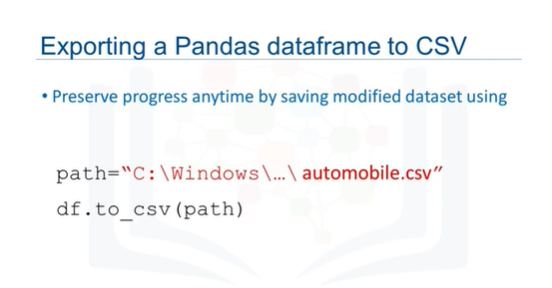 Exporting a Pandas dataframe to CSV
• Preserve progress anytime by saving modified dataset using
path=“C:\Windows\…\ automobile.csv”
df.to_csv(path)